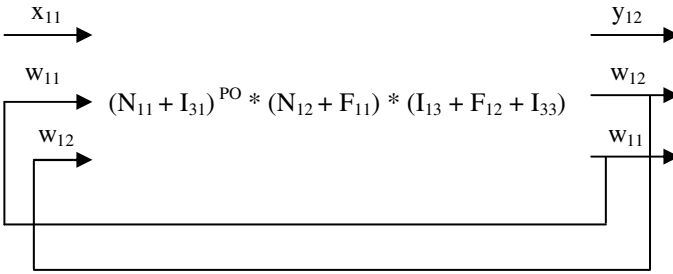 x₁₁ y₁₂
w₁₁ w₁₂
(N₁₁ + I₃₁) ᴾᴼ * (N₁₂ + F₁₁) * (I₁₃ + F₁₂ + I₃₃)
w₁₂ w₁₁